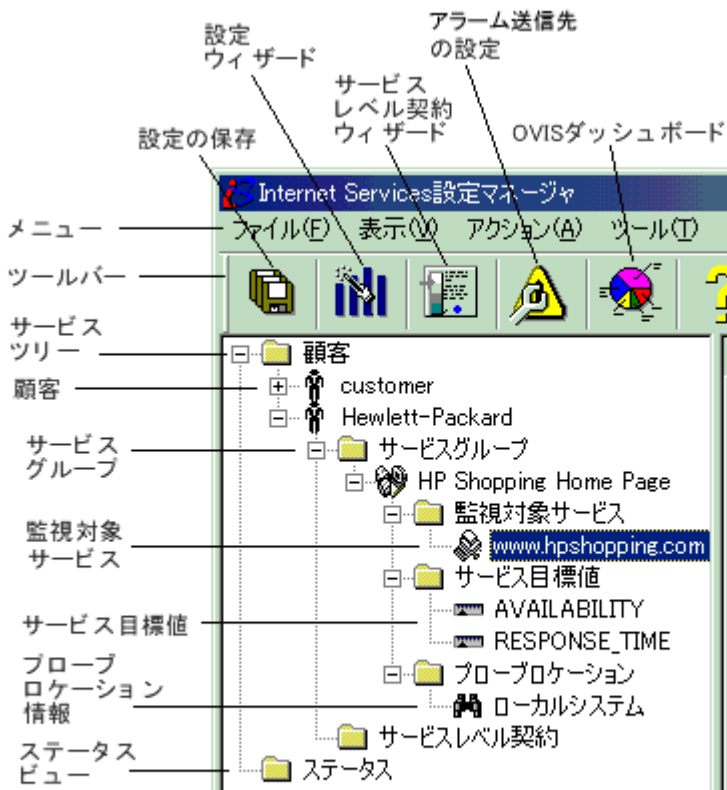 設定
ウィザード
アラーム送信先
の設定
サービス
レベル契約
ウィザード
設定の保存
OVISダッシュボード
Internet Services設定マネージャ
メニュー
ファイル(F) 表示(V) アクション(A) ツール(T)
ツールバー
サービス
ツリー
顧客
顧客
customer
Hewlett-Packard
サービス
グループ
サービスグループ
HP Shopping Home Page
監視対象サービス
監視対象
サービス
www.hpshopping.com
サービス目標値
サービス目標値
AVAILABILITY
RESPONSE_TIME
プローブ
ロケーション
情報
プローブロケーション
ローカルシステム
サービスレベル契約
ステータス
ビュー
ステータス